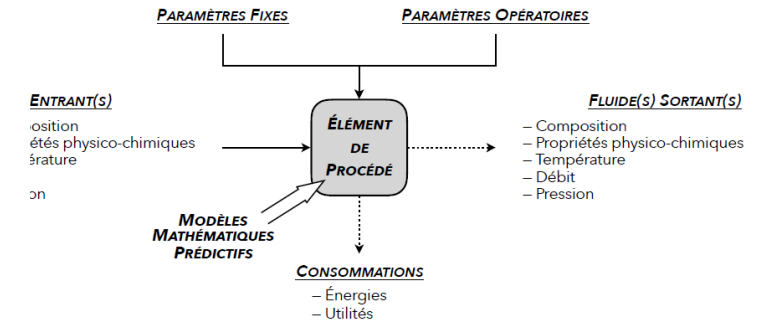 PARAMÈTRES FIXES
PARAMÈTRES OPÉRATOIRES
ENTRANT(S)
osition
étés physico-chimiques
érature
on
ÉLÉMENT
DE
PROCÉDÉ
MODÈLES
MATHÉMATIQUES
PRÉDICTIFS
FLUIDE(S) SORTANT(S)
– Composition
– Propriétés physico-chimiques
– Température
– Débit
– Pression
CONSOMMATIONS
– Énergies
– Utilités